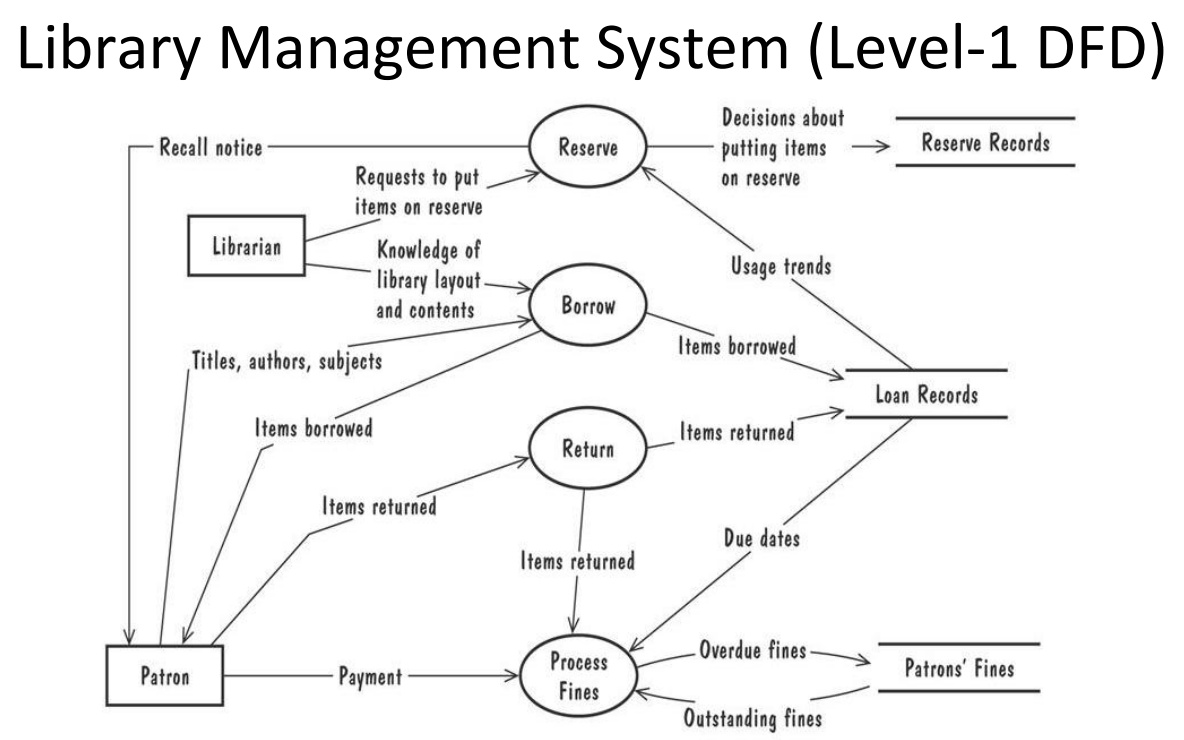 Library Management System (Level-1 DFD)
Recall notice
Reserve
Decisions about
putting items
on reserve
Reserve Records
Requests to put
items on reserve
Librarian
Knowledge of
library layout
and contents
Usage trends
Borrow
Titles, authors, subjects
Items borrowed
Loan Records
Items borrowed
Return
Items returned
Items returned
Items returned
Due dates
Patron
Payment
Process
Fines
Overdue fines
Patrons' Fines
Outstanding fines